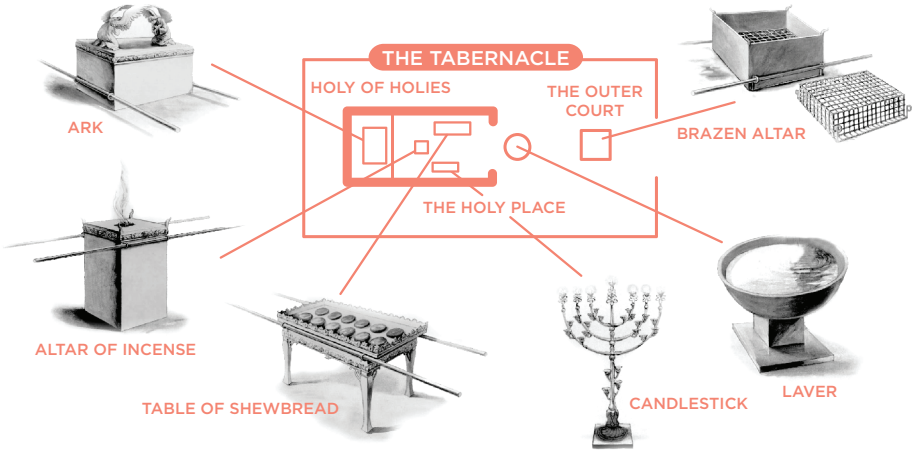 THE TABERNACLE
HOLY OF HOLIES
THE OUTER
COURT
ARK
BRAZEN ALTAR
THE HOLY PLACE
ALTAR OF INCENSE
TABLE OF SHEWBREAD
CANDLESTICK
LAVER